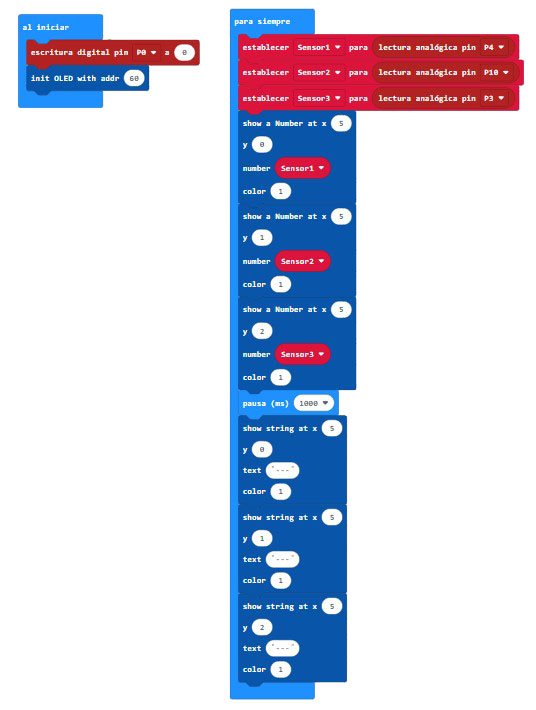 al iniciar
escritura digital pin P0 a 0
init OLED with addr 60
para siempre
establecer Sensor1 para lectura analógica pin P4
establecer Sensor2 para lectura analógica pin P10
establecer Sensor3 para lectura analógica pin P3
show a Number at x 5
y 0
number Sensor1
color 1
show a Number at x 5
y 1
number Sensor2
color 1
show a Number at x 5
y 2
number Sensor3
color 1
pausa (ms) 1000
show string at x 5
y 0
text "---"
color 1
show string at x 5
y 1
text "---"
color 1
show string at x 5
y 2
text "---"
color 1